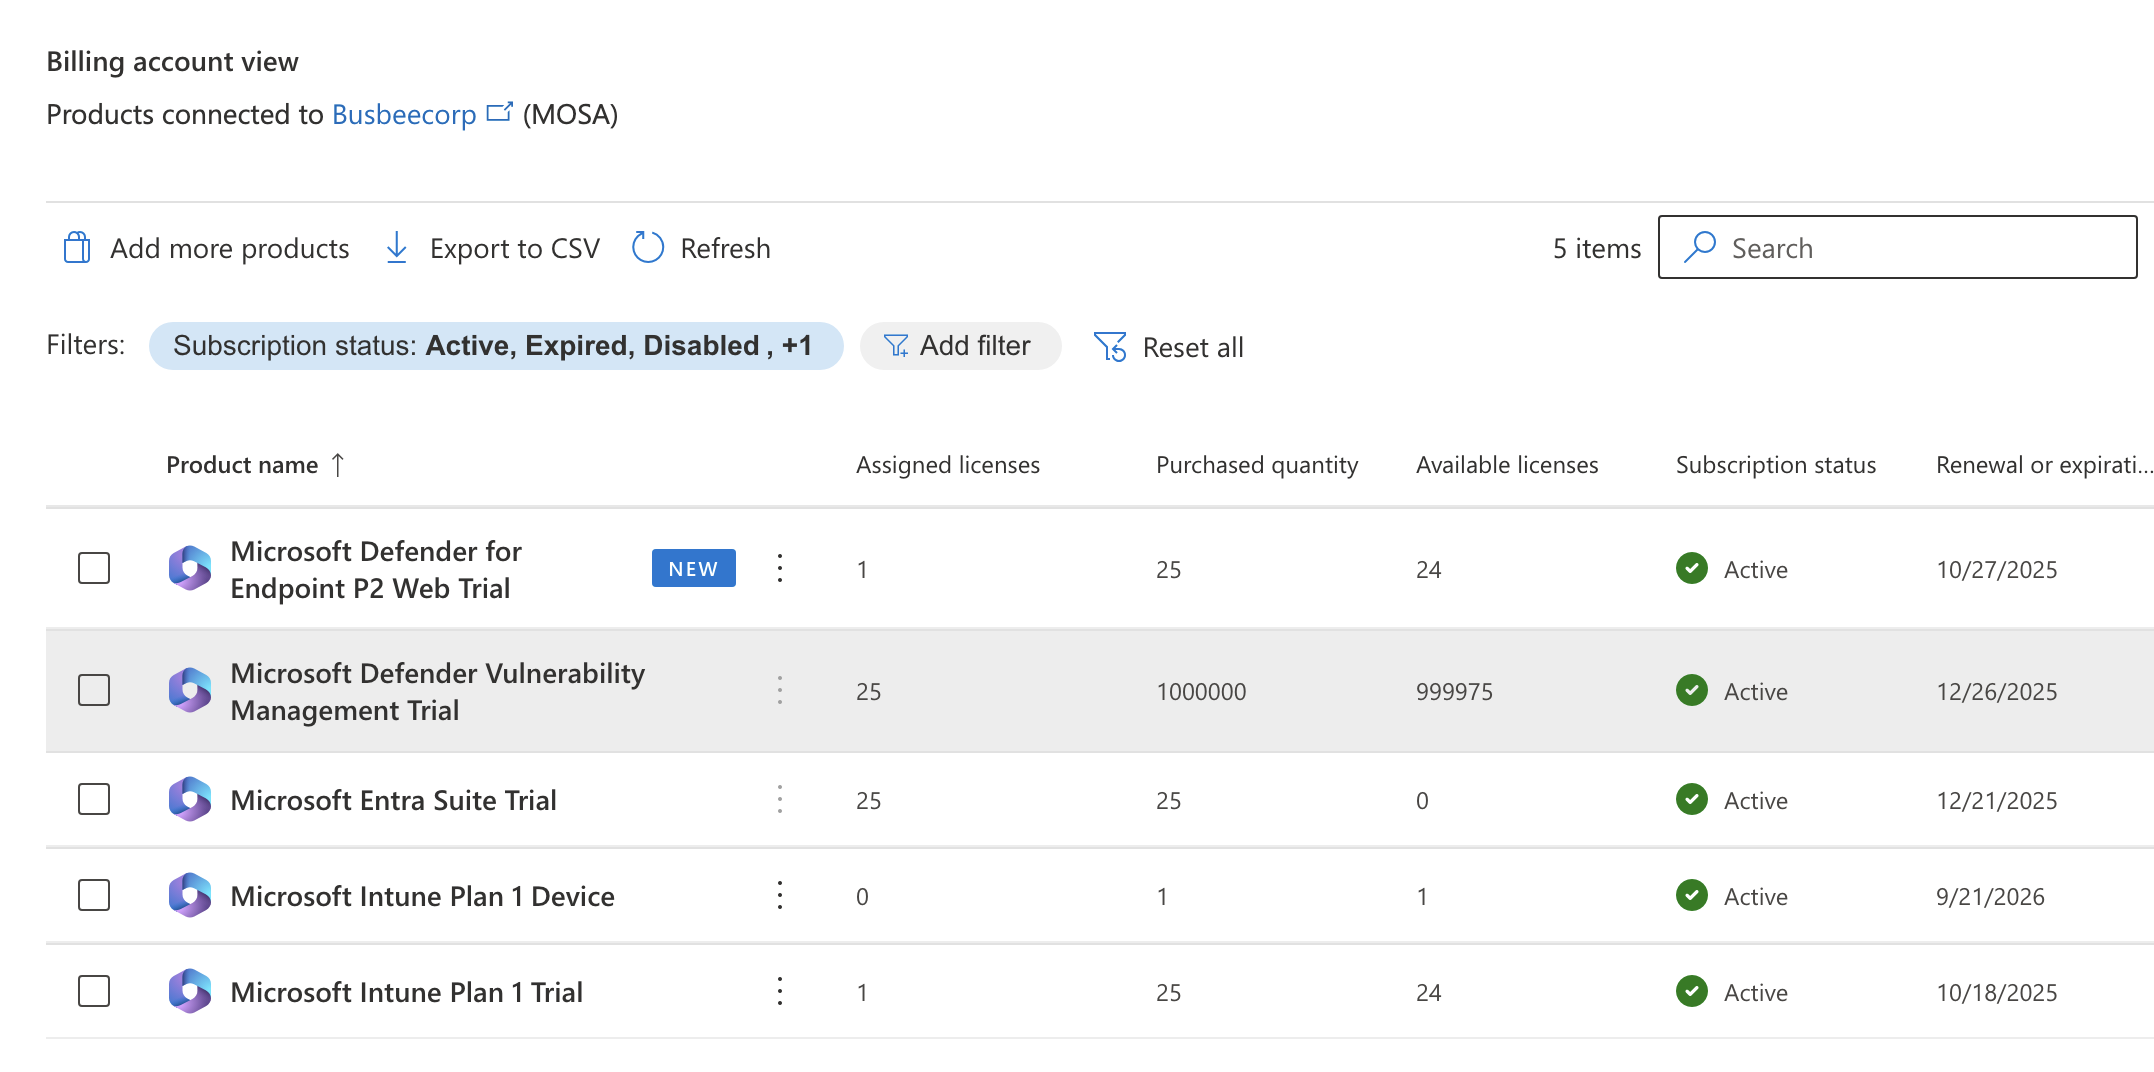 Billing account view
Products connected to Busbeecorp (MOSA)
Add more products Export to CSV Refresh 5 items Search
Filters: Subscription status: Active, Expired, Disabled , +1 Add filter Reset all
Product name ↑ Assigned licenses Purchased quantity Available licenses Subscription status Renewal or expirati...
Microsoft Defender for
Endpoint P2 Web Trial NEW 1 25 24 Active 10/27/2025
Microsoft Defender Vulnerability
Management Trial 25 1000000 999975 Active 12/26/2025
Microsoft Entra Suite Trial 25 25 0 Active 12/21/2025
Microsoft Intune Plan 1 Device 0 1 1 Active 9/21/2026
Microsoft Intune Plan 1 Trial 1 25 24 Active 10/18/2025